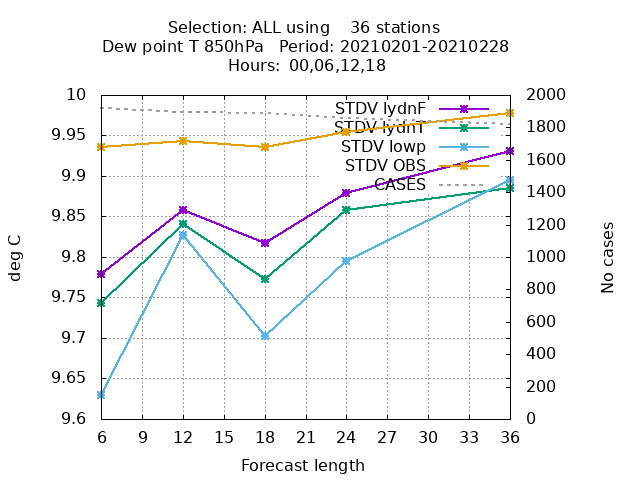 Selection: ALL using 36 stations
Dew point T 850hPa Period: 20210201-20210228
Hours: 00,06,12,18
10
9.95
9.9
9.85
9.8
9.75
9.7
9.65
9.6
deg C
STDV lydnF
STDV lydnT
STDV lowp
STDV OBS
CASES
2000
1800
1600
1400
1200
1000
800
600
400
200
0
No cases
6 9 12 15 18 21 24 27 30 33 36
Forecast length